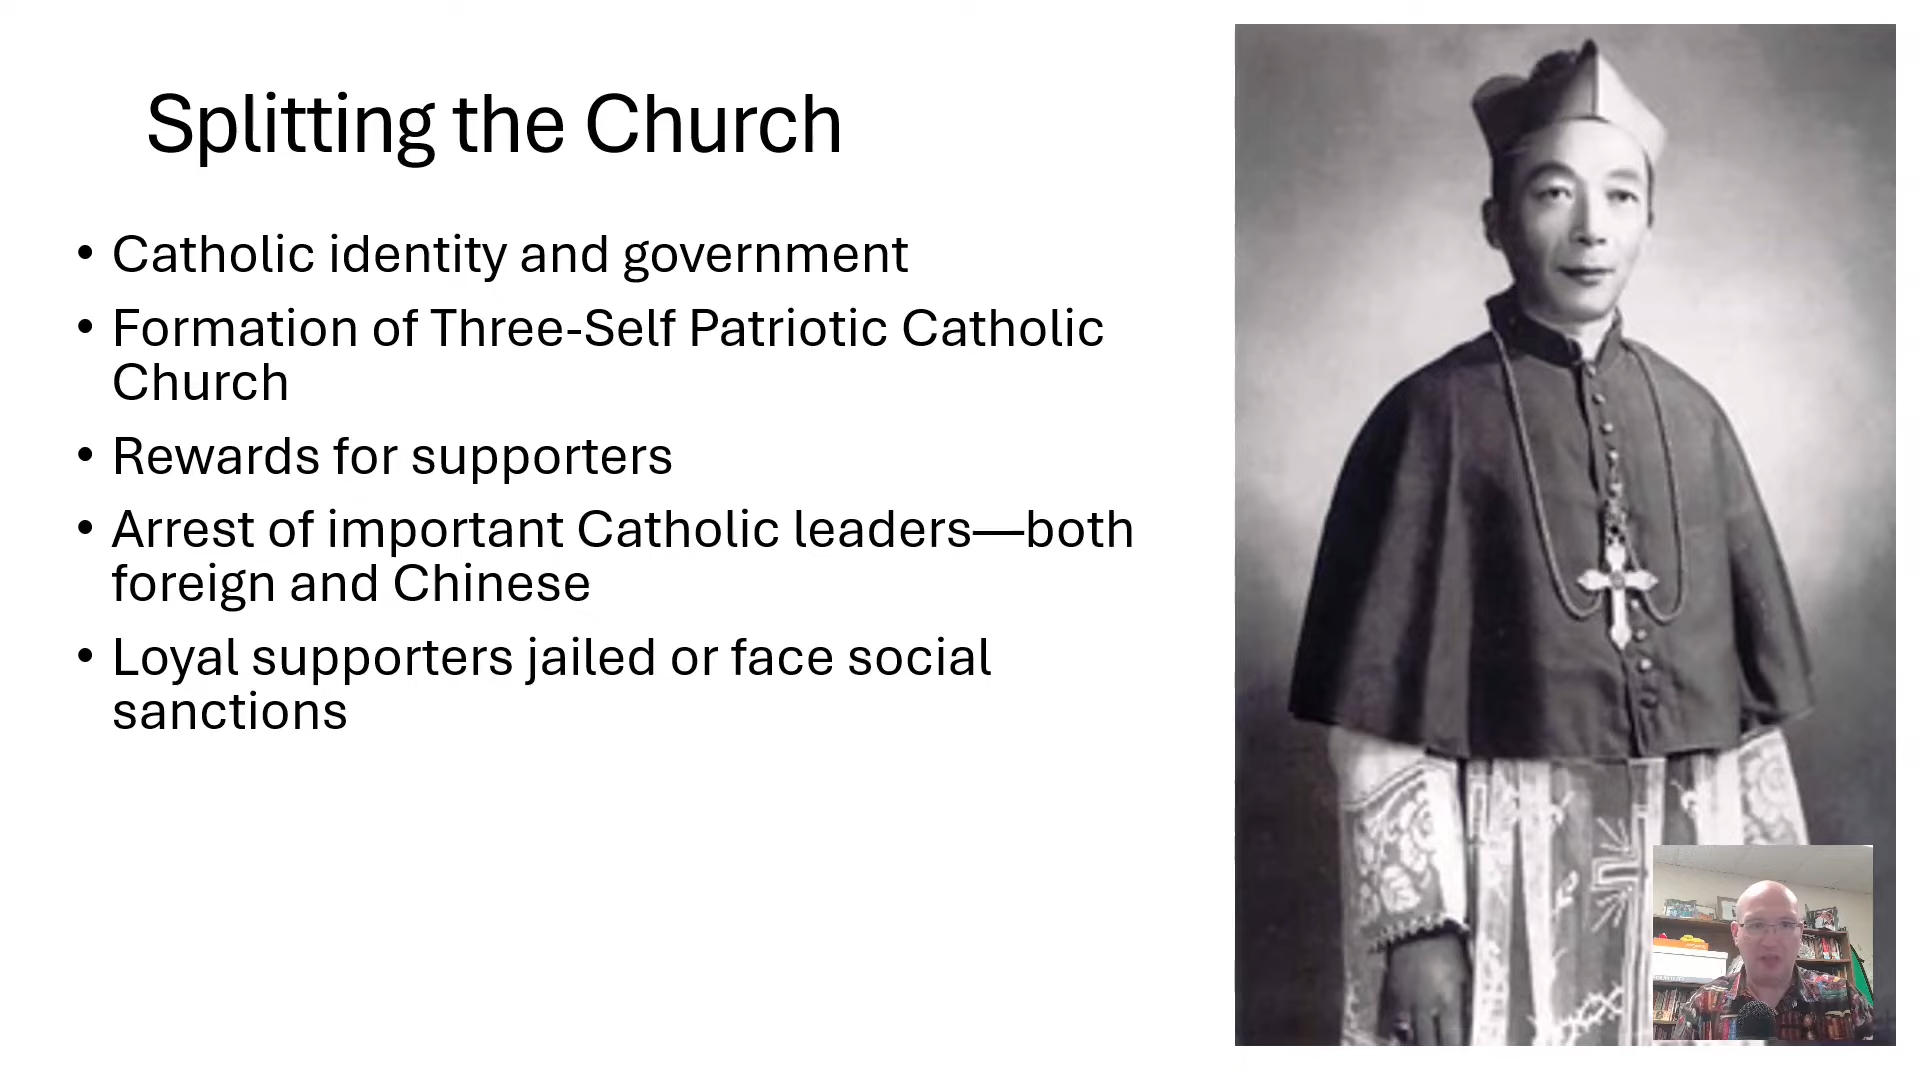 Splitting the Church
• Catholic identity and government
• Formation of Three-Self Patriotic Catholic
Church
• Rewards for supporters
• Arrest of important Catholic leaders—both
foreign and Chinese
• Loyal supporters jailed or face social
sanctions